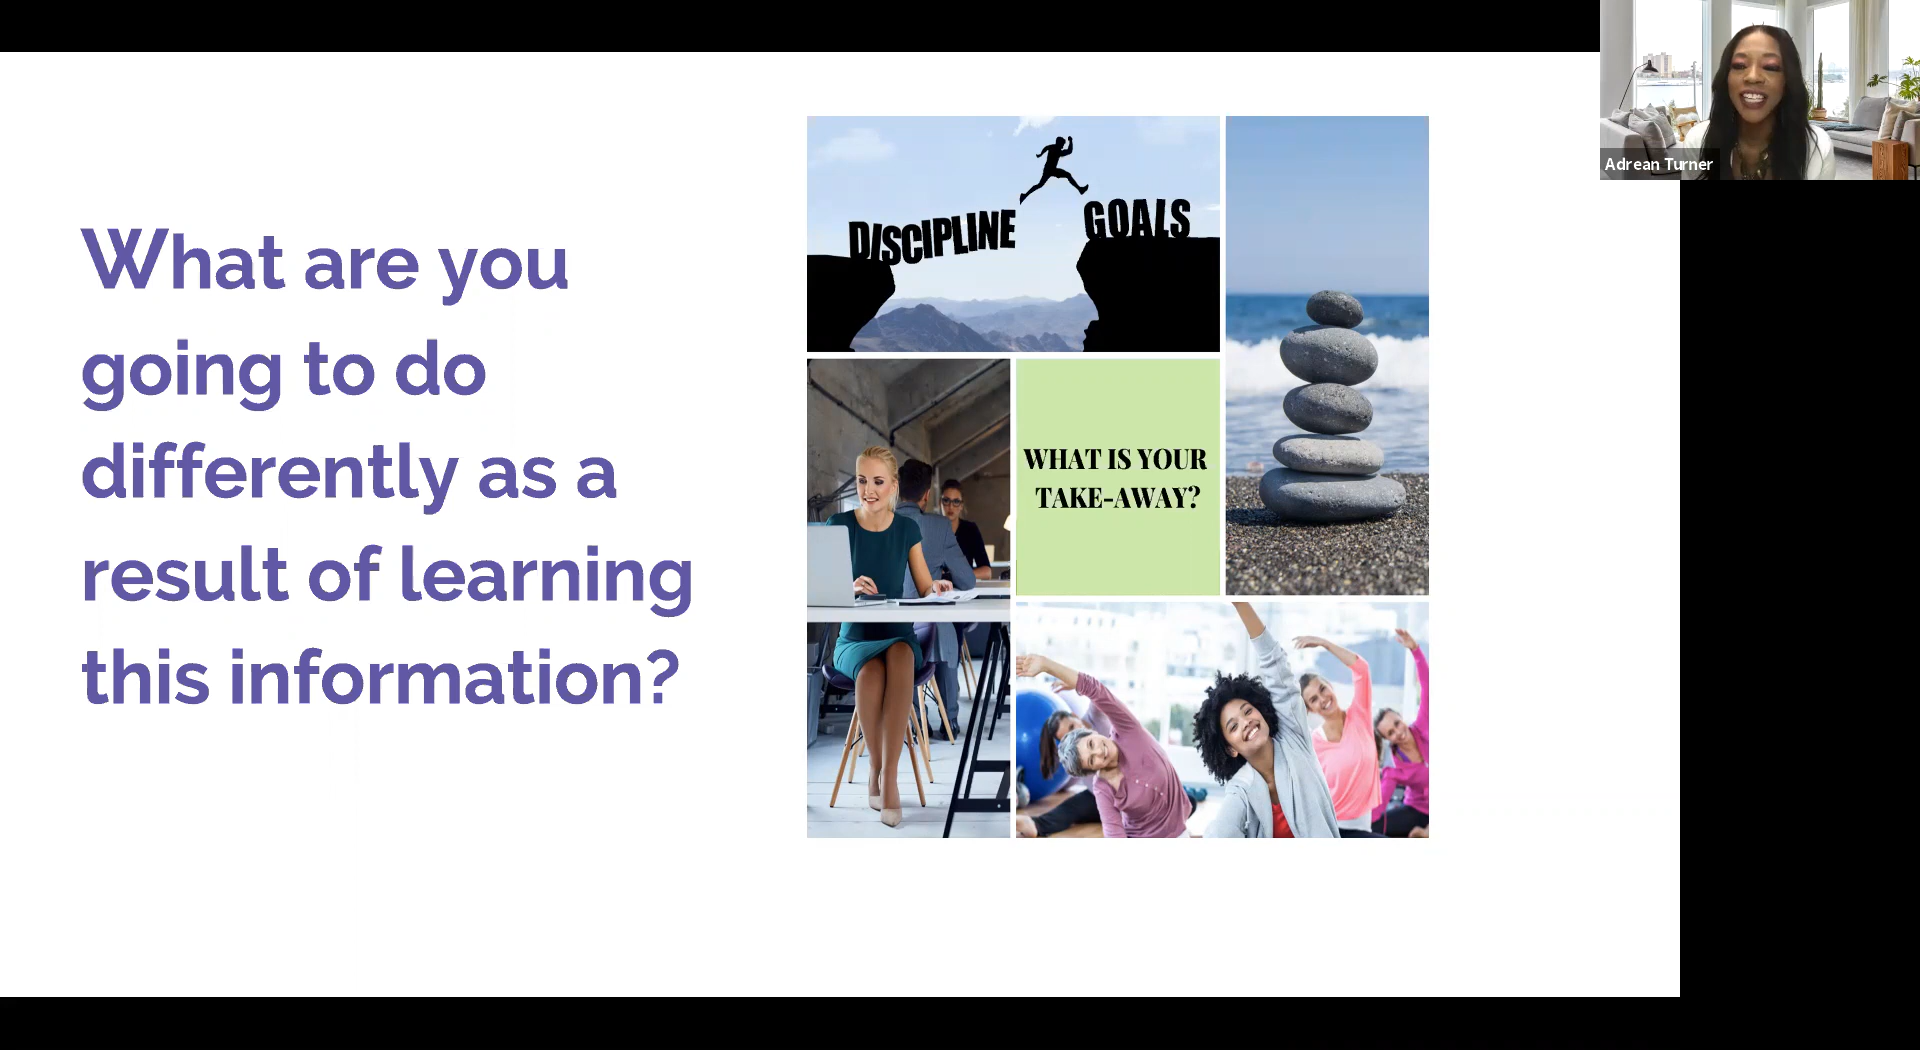 What are you
going to do
differently as a
result of learning
this information?
DISCIPLINE
GOALS
WHAT IS YOUR
TAKE-AWAY?
Adrean Turner